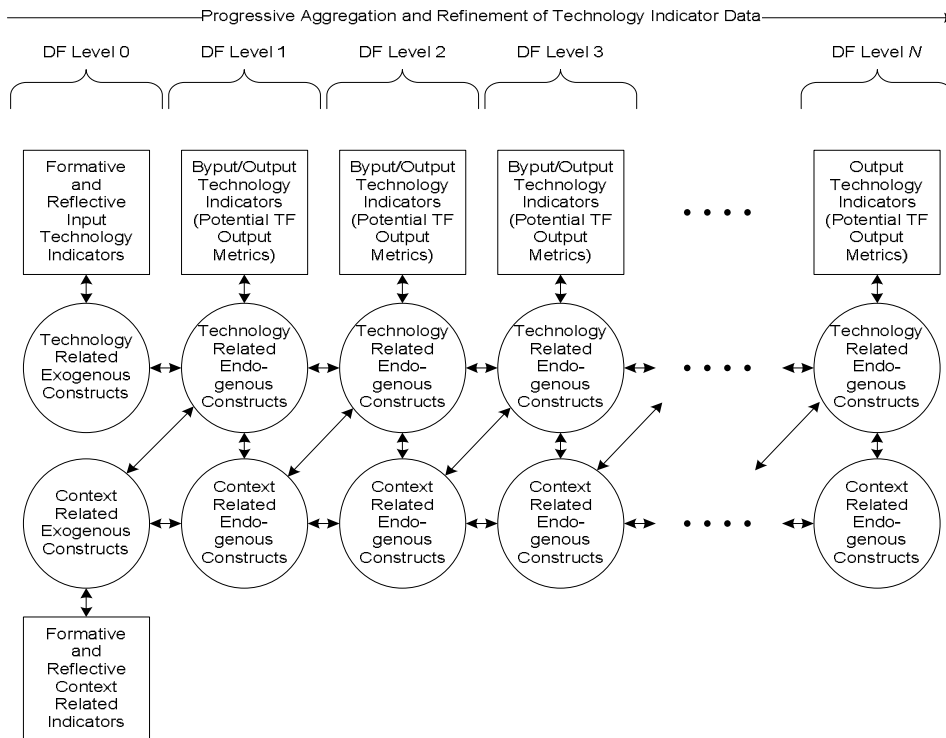 Progressive Aggregation and Refinement of Technology Indicator Data
DF Level 0
DF Level 1
DF Level 2
DF Level 3
DF Level N
Formative
and
Reflective
Input
Technology
Indicators
Byput/Output
Technology
Indicators
(Potential TF
Output
Metrics)
Byput/Output
Technology
Indicators
(Potential TF
Output
Metrics)
Byput/Output
Technology
Indicators
(Potential TF
Output
Metrics)
Output
Technology
Indicators
(Potential TF
Output
Metrics)
Technology
Related
Exogenous
Constructs
Technology
Related
Endo-
genous
Constructs
Technology
Related
Endo-
genous
Constructs
Technology
Related
Endo-
genous
Constructs
Technology
Related
Endo-
genous
Constructs
Context
Related
Exogenous
Constructs
Context
Related
Endo-
genous
Constructs
Context
Related
Endo-
genous
Constructs
Context
Related
Endo-
genous
Constructs
Context
Related
Endo-
genous
Constructs
Formative
and
Reflective
Context
Related
Indicators